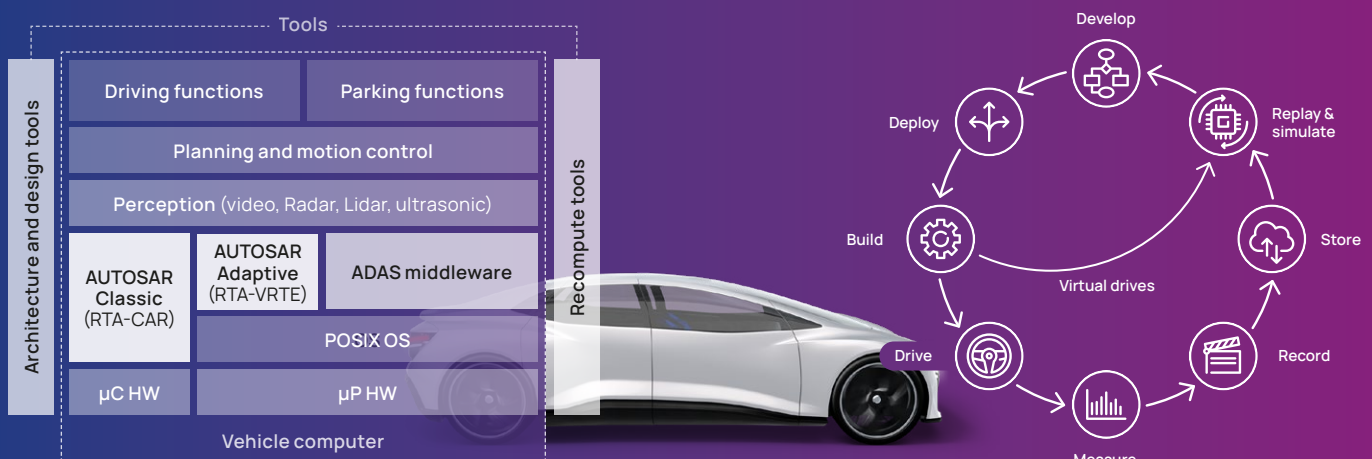 Tools
Architecture and design tools
Driving functions
Parking functions
Planning and motion control
Perception (video, Radar, Lidar, ultrasonic)
AUTOSAR
Classic
(RTA-CAR)
AUTOSAR
Adaptive
(RTA-VRTE)
ADAS middleware
POSIX OS
µC HW
µP HW
Vehicle computer
Recompute tools
Develop
Deploy
Replay &
simulate
Build
Store
Virtual drives
Drive
Record
Measure